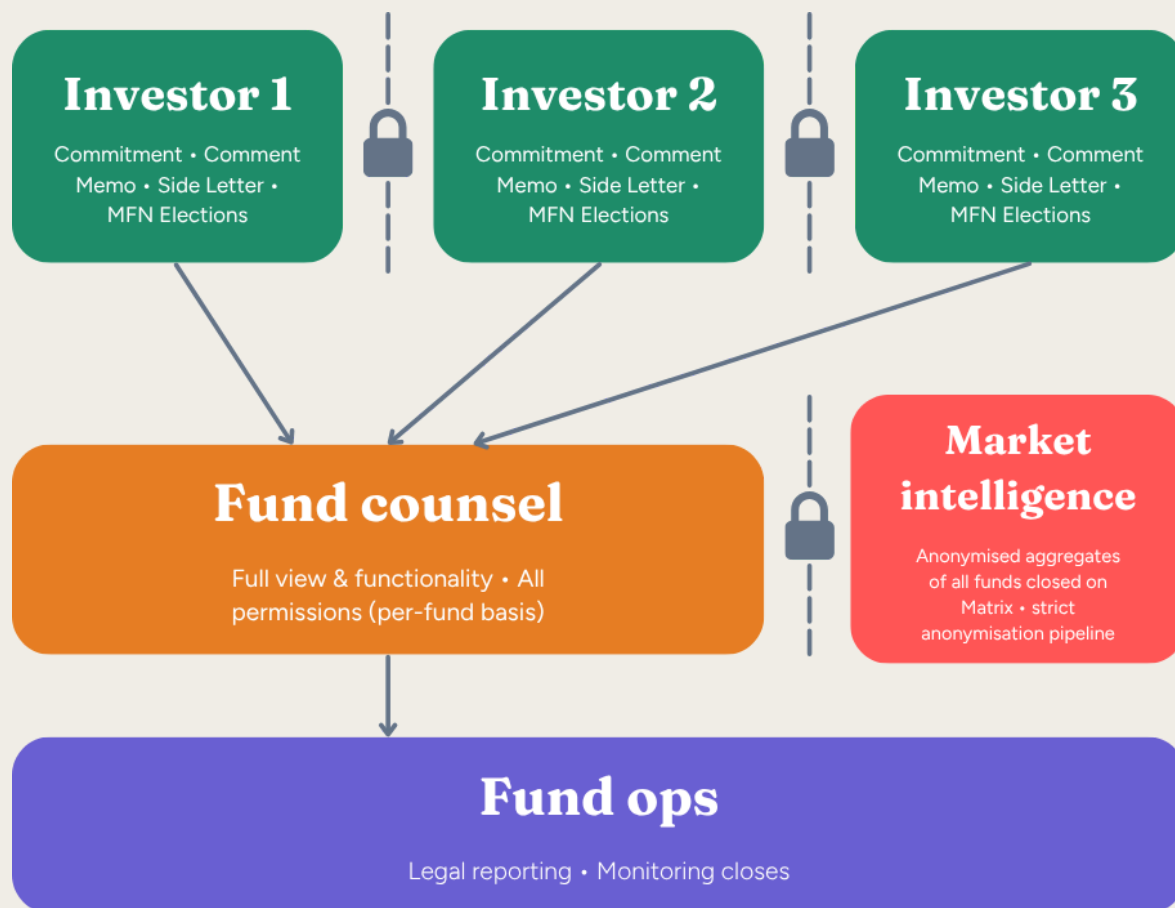 Investor 1
Commitment • Comment
Memo • Side Letter •
MFN Elections
Investor 2
Commitment • Comment
Memo • Side Letter •
MFN Elections
Investor 3
Commitment • Comment
Memo • Side Letter •
MFN Elections
Fund counsel
Full view & functionality • All
permissions (per-fund basis)
Market
intelligence
Anonymised aggregates
of all funds closed on
Matrix • strict
anonymisation pipeline
Fund ops
Legal reporting • Monitoring closes